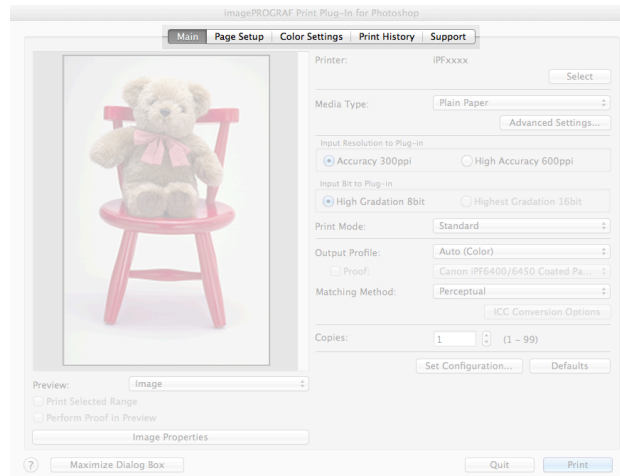 imagePROGRAF Print Plug-In for Photoshop
Main Page Setup Color Settings Print History Support
Printer: iPFxxxx
Select
Media Type: Plain Paper
Advanced Settings...
Input Resolution to Plug-in
Accuracy 300ppi High Accuracy 600ppi
Input Bit to Plug-in
High Gradation 8bit Highest Gradation 16bit
Print Mode: Standard
Output Profile: Auto (Color)
Proof: Canon iPF6400/6450 Coated Pa...
Matching Method: Perceptual
ICC Conversion Options
Copies: 1 (1 – 99)
Set Configuration... Defaults
Preview: Image
Print Selected Range
Perform Proof in Preview
Image Properties
? Maximize Dialog Box Quit Print